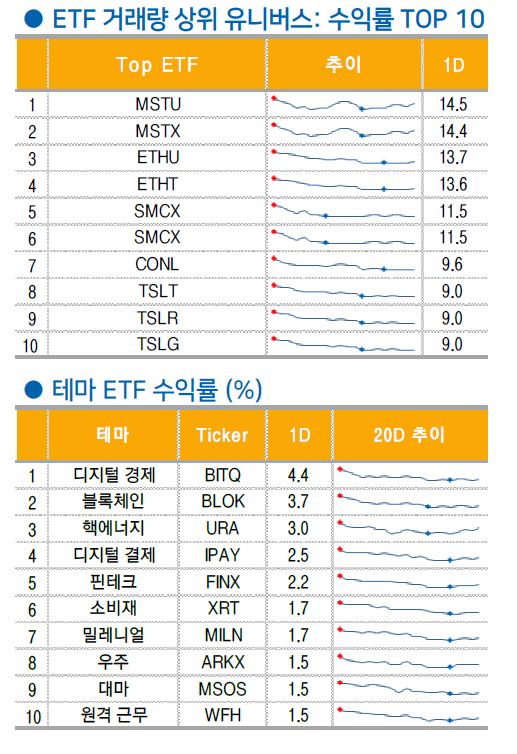 ● ETF 거래량 상위 유니버스: 수익률 TOP 10
Top ETF 추이 1D
1 MSTU 14.5
2 MSTX 14.4
3 ETHU 13.7
4 ETHT 13.6
5 SMCX 11.5
6 SMCX 11.5
7 CONL 9.6
8 TSLT 9.0
9 TSLR 9.0
10 TSLG 9.0
● 테마 ETF 수익률 (%)
테마 Ticker 1D 20D 추이
1 디지털 경제 BITQ 4.4
2 블록체인 BLOK 3.7
3 핵에너지 URA 3.0
4 디지털 결제 IPAY 2.5
5 핀테크 FINX 2.2
6 소비재 XRT 1.7
7 밀레니얼 MILN 1.7
8 우주 ARKX 1.5
9 대마 MSOS 1.5
10 원격 근무 WFH 1.5